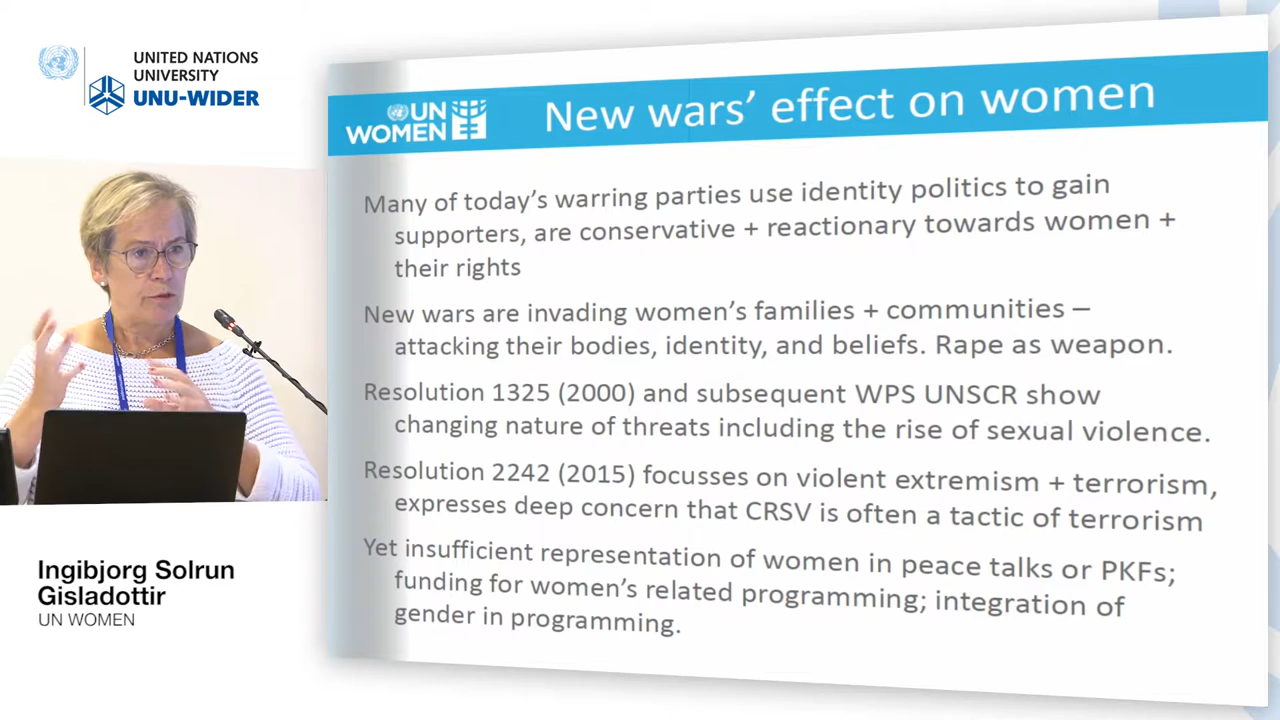 UNITED NATIONS
UNIVERSITY
UNU-WIDER
UN
WOMEN
New wars' effect on women
Many of today's warring parties use identity politics to gain
supporters, are conservative + reactionary towards women +
their rights
New wars are invading women's families + communities –
attacking their bodies, identity, and beliefs. Rape as weapon.
Resolution 1325 (2000) and subsequent WPS UNSCR show
changing nature of threats including the rise of sexual violence.
Resolution 2242 (2015) focusses on violent extremism + terrorism,
expresses deep concern that CRSV is often a tactic of terrorism
Yet insufficient representation of women in peace talks or PKFs;
funding for women's related programming; integration of
gender in programming.
Ingibjorg Solrun
Gisladottir
UN WOMEN